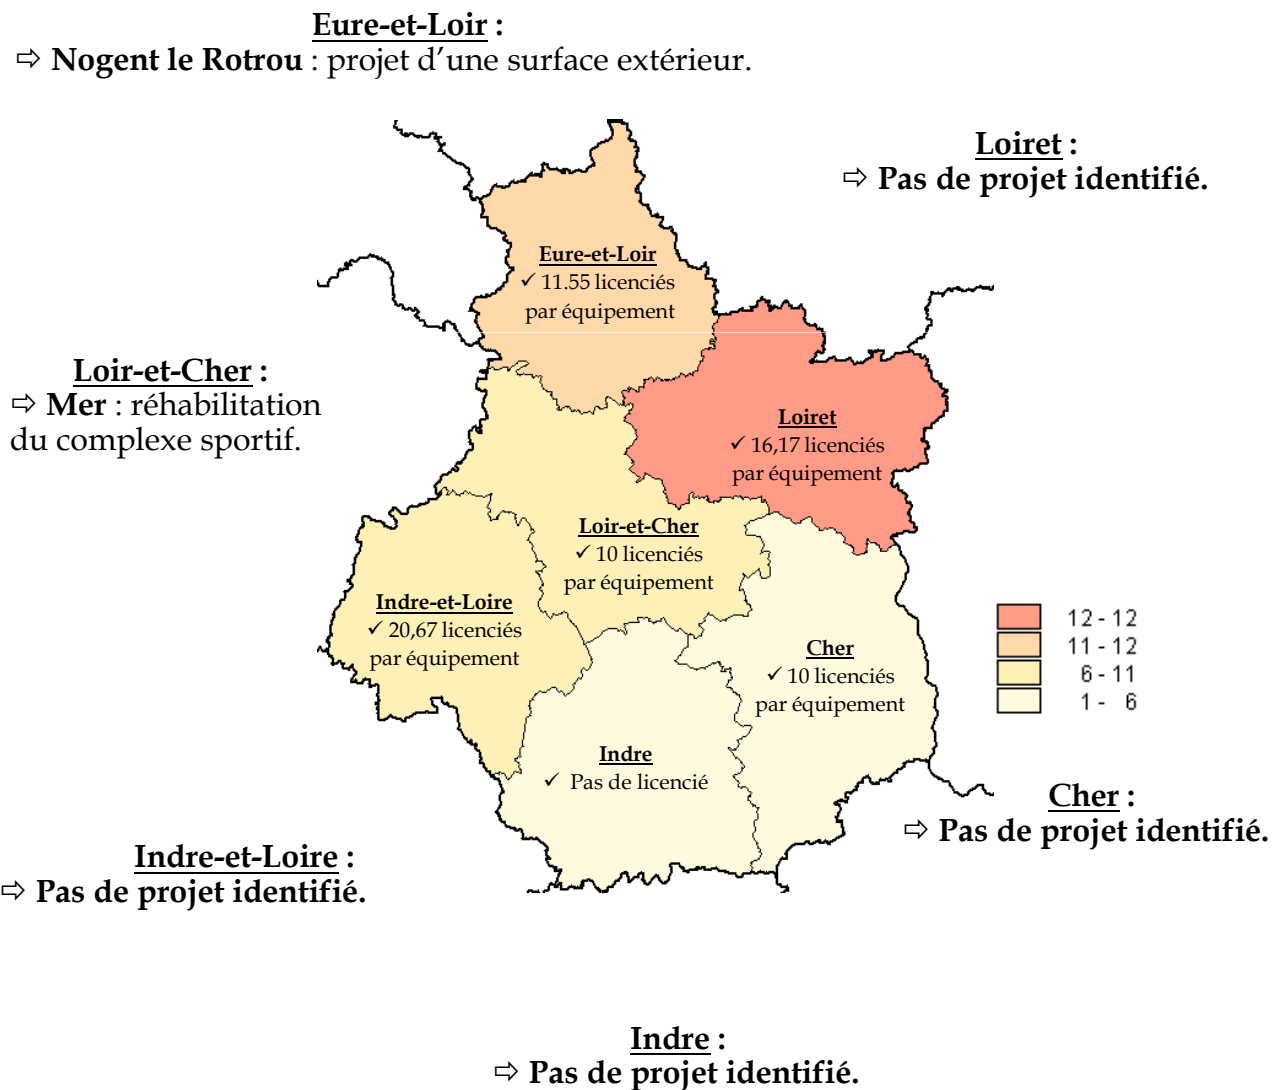 Eure-et-Loir :
⇨ Nogent le Rotrou : projet d'une surface extérieur.
Loiret :
⇨ Pas de projet identifié.
Eure-et-Loir
✓ 11.55 licenciés
par équipement
Loir-et-Cher :
⇨ Mer : réhabilitation
du complexe sportif.
Loiret
✓ 16,17 licenciés
par équipement
Loir-et-Cher
✓ 10 licenciés
par équipement
Indre-et-Loire
✓ 20,67 licenciés
par équipement
Cher
✓ 10 licenciés
par équipement
12 - 12
11 - 12
6 - 11
1 - 6
Indre
✓ Pas de licencié
Cher :
⇨ Pas de projet identifié.
Indre-et-Loire :
⇨ Pas de projet identifié.
Indre :
⇨ Pas de projet identifié.